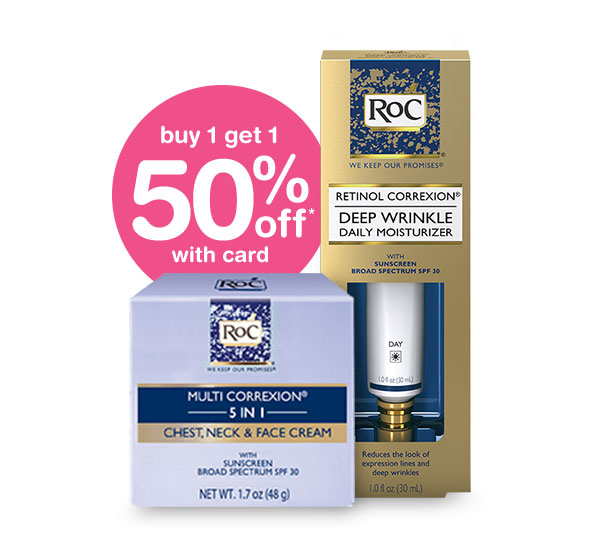 buy 1 get 1
50% off*
with card
RoC®
WE KEEP OUR PROMISES®
RETINOL CORREXION®
DEEP WRINKLE
DAILY MOISTURIZER
WITH
SUNSCREEN
BROAD SPECTRUM SPF 30
DAY
1.0 fl oz (30 mL)
Reduces the look of
expression lines and
deep wrinkles
1.0 fl oz (30 mL)
RoC®
WE KEEP OUR PROMISES®
MULTI CORREXION®
5 IN 1
CHEST, NECK & FACE CREAM
WITH
SUNSCREEN
BROAD SPECTRUM SPF 30
NET WT. 1.7 oz (48 g)